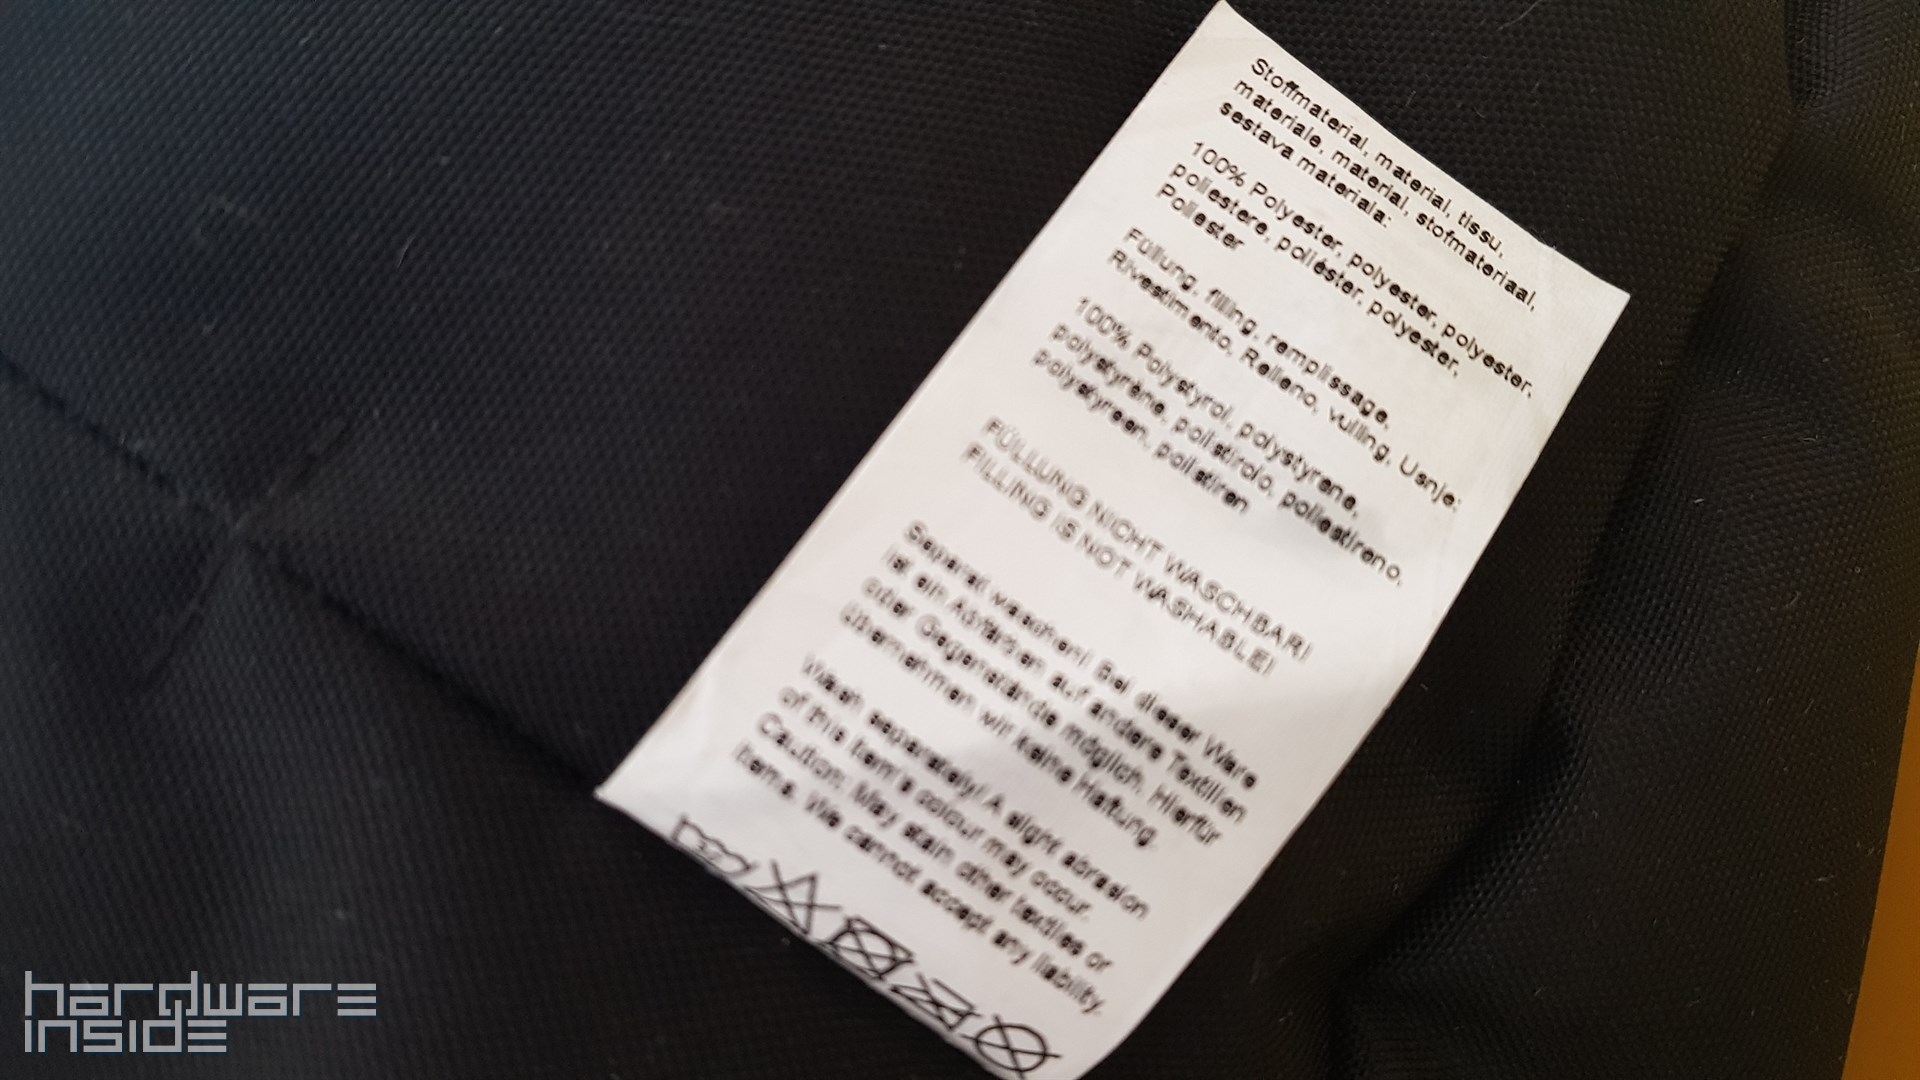 Stoffmaterial, material, tissu,
materiale, material, stofmateriaal,
sestava materiala:
100% Polyester, polyester, polyester,
poliestere, poliéster, polyester,
Poliester
Füllung, filling, remplissage,
Rivestimento, Relleno, vulling, Usnje:
100% Polystyrol, polystyrene,
polystyrene, polistirolo, poliestireno,
polystyreen, polistiren
FÜLLUNG NICHT WASCHBAR!
FILLING IS NOT WASHABLE!
Separat waschen! Bei dieser Ware
ist ein Abfärben auf andere Textilien
oder Gegenstände möglich. Hierfür
übernehmen wir keine Haftung.
Wash separately! A slight abrasion
of this item's colour may occur.
Caution: May stain other textiles or
items. We cannot accept any liability.
hardware
inside